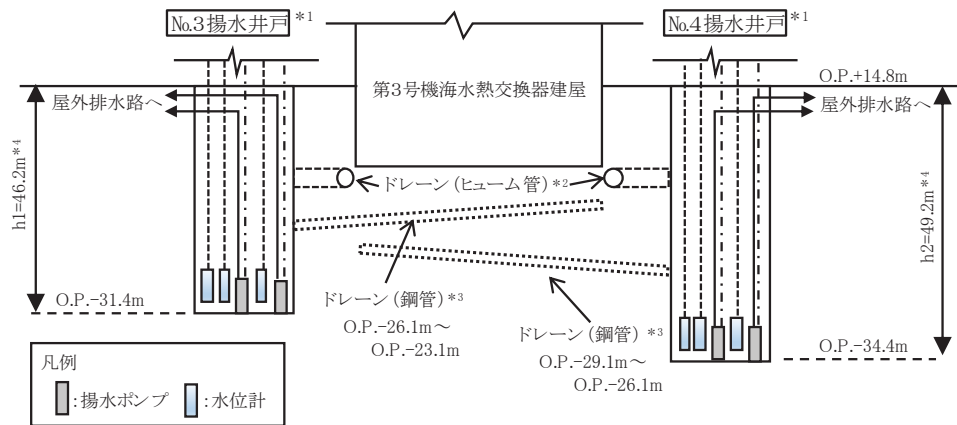 №3揚水井戸*1
№4揚水井戸*1
第3号機海水熱交換器建屋
O.P.+14.8m
屋外排水路へ
屋外排水路へ
ドレーン(ヒューム管)*2
h1=46.2m*4
h2=49.2m*4
O.P.-31.4m
ドレーン(鋼管)*3
O.P.-26.1m～
O.P.-23.1m
ドレーン(鋼管)*3
O.P.-29.1m～
O.P.-26.1m
O.P.-34.4m
凡例
:揚水ポンプ
:水位計